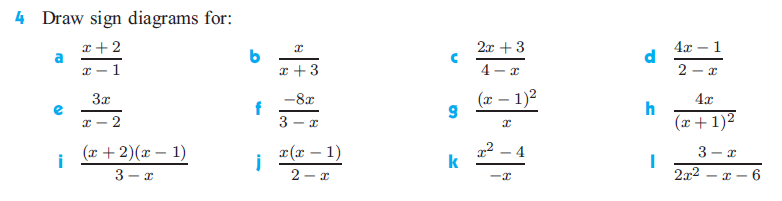 4 Draw sign diagrams for:
a (x + 2)/(x − 1) b x/(x + 3) c (2x + 3)/(4 − x) d (4x − 1)/(2 − x)
e 3x/(x − 2) f −8x/(3 − x) g (x − 1)²/x h 4x/(x + 1)²
i (x + 2)(x − 1)/(3 − x) j x(x − 1)/(2 − x) k (x² − 4)/(−x) l (3 − x)/(2x² − x − 6)